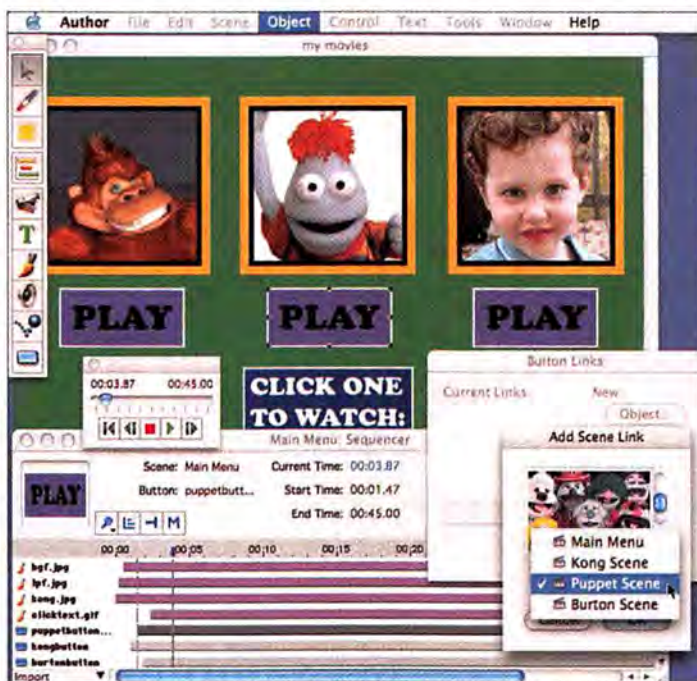 Author File Edit Scene Object Control Text Tools Window Help
my movies
T
PLAY PLAY PLAY
00:03.87 00:45.00
CLICK ONE
TO WATCH:
Button Links
Current Links New
Object...
Add Scene Link
Main Menu
Kong Scene
✓ Puppet Scene
Burton Scene
Main Menu: Sequencer
PLAY
Scene: Main Menu Current Time: 00:03.87
Button: puppetbutt... Start Time: 00:01.47
End Time: 00:45.00
M
00:00 00:05 00:10 00:15 00:20
bgf.jpg
lpf.jpg
kong.jpg
clicktext.gif
puppetbutton...
kongbutton
burtonbutton
Import